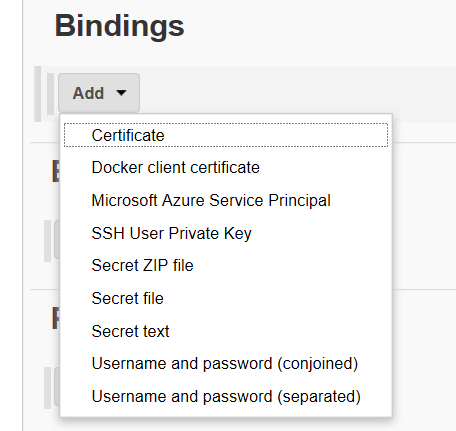 Bindings
Add
Certificate
Docker client certificate
Microsoft Azure Service Principal
SSH User Private Key
Secret ZIP file
Secret file
Secret text
Username and password (conjoined)
Username and password (separated)